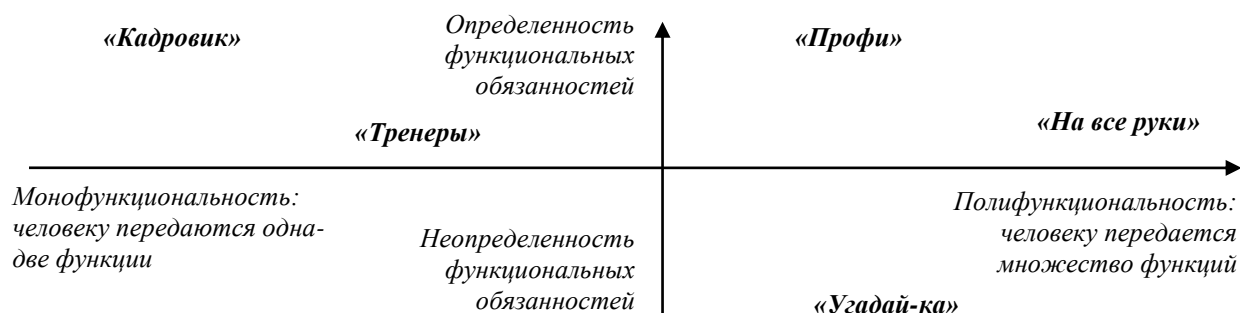 «Кадровик»
Определенность
функциональных
обязанностей
«Профи»
«Тренеры»
«На все руки»
Монофункциональность:
человеку передаются одна-
две функции
Неопределенность
функциональных
обязанностей
Полифункциональность:
человеку передается
множество функций
«Угадай-ка»